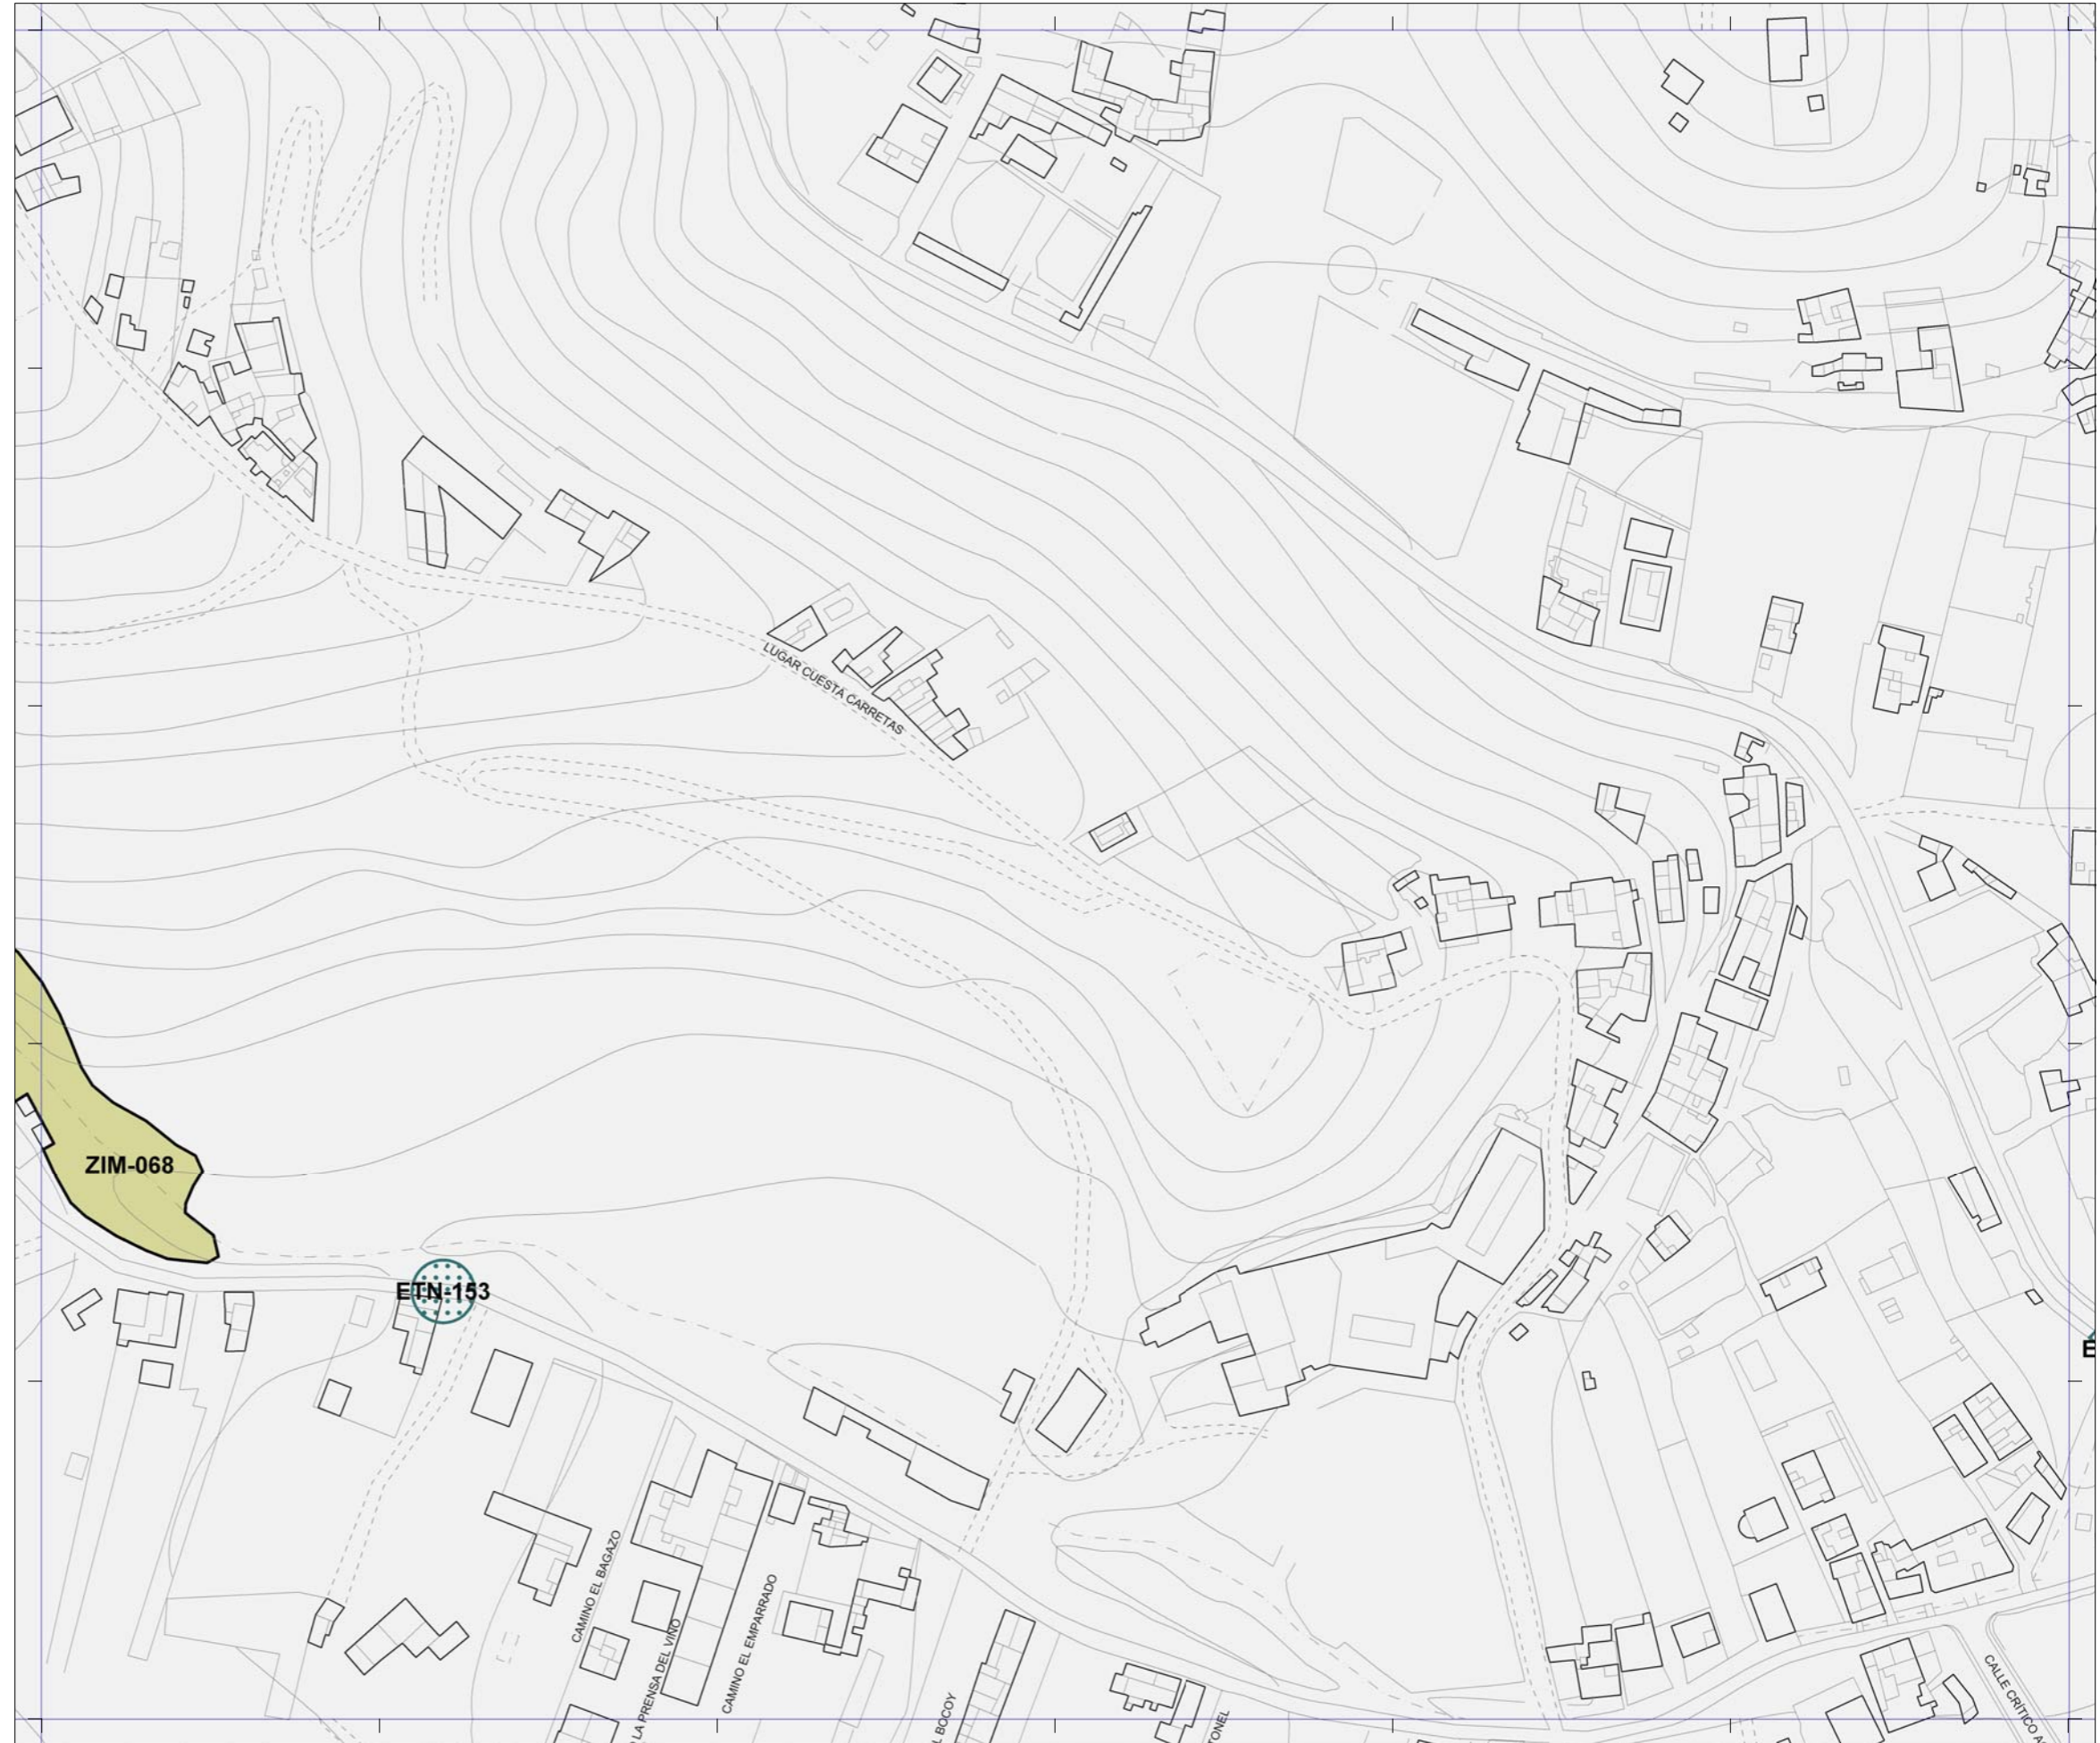 LUGAR CUESTA CARRETAS
ZIM-068
ETN-153
E
CAMINO EL BAGAZO
LA PRENSA DEL VINO
CAMINO EL EMPARRADO
L BOCOY
TONEL
CALLE CRÍTICO A